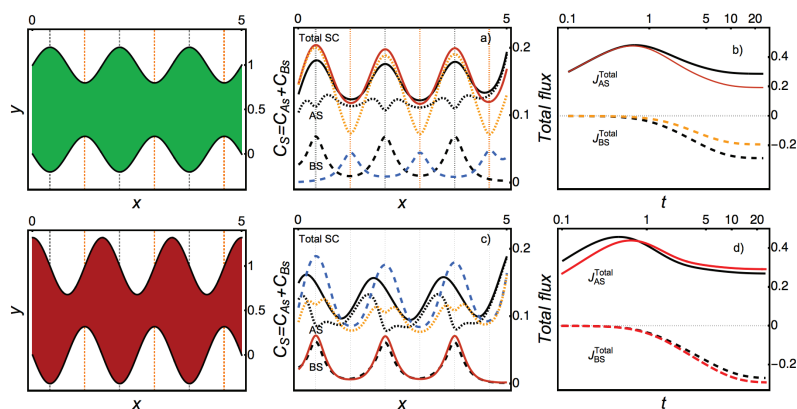 0 5
1
0.5
0
y
x
0 5
Total SC a)
0.2
0.1
0
AS
BS
C_S=C_As+C_Bs
x
0.1 1 5 10 20
b)
0.4
0.2
0
−0.2
J_AS^Total
J_BS^Total
Total flux
t
0 5
1
0.5
0
y
x
0 5
Total SC c)
0.2
0.1
0
AS
BS
C_S=C_As+C_Bs
x
0.1 1 5 10 20
d)
0.4
0.2
0
−0.2
J_AS^Total
J_BS^Total
Total flux
t